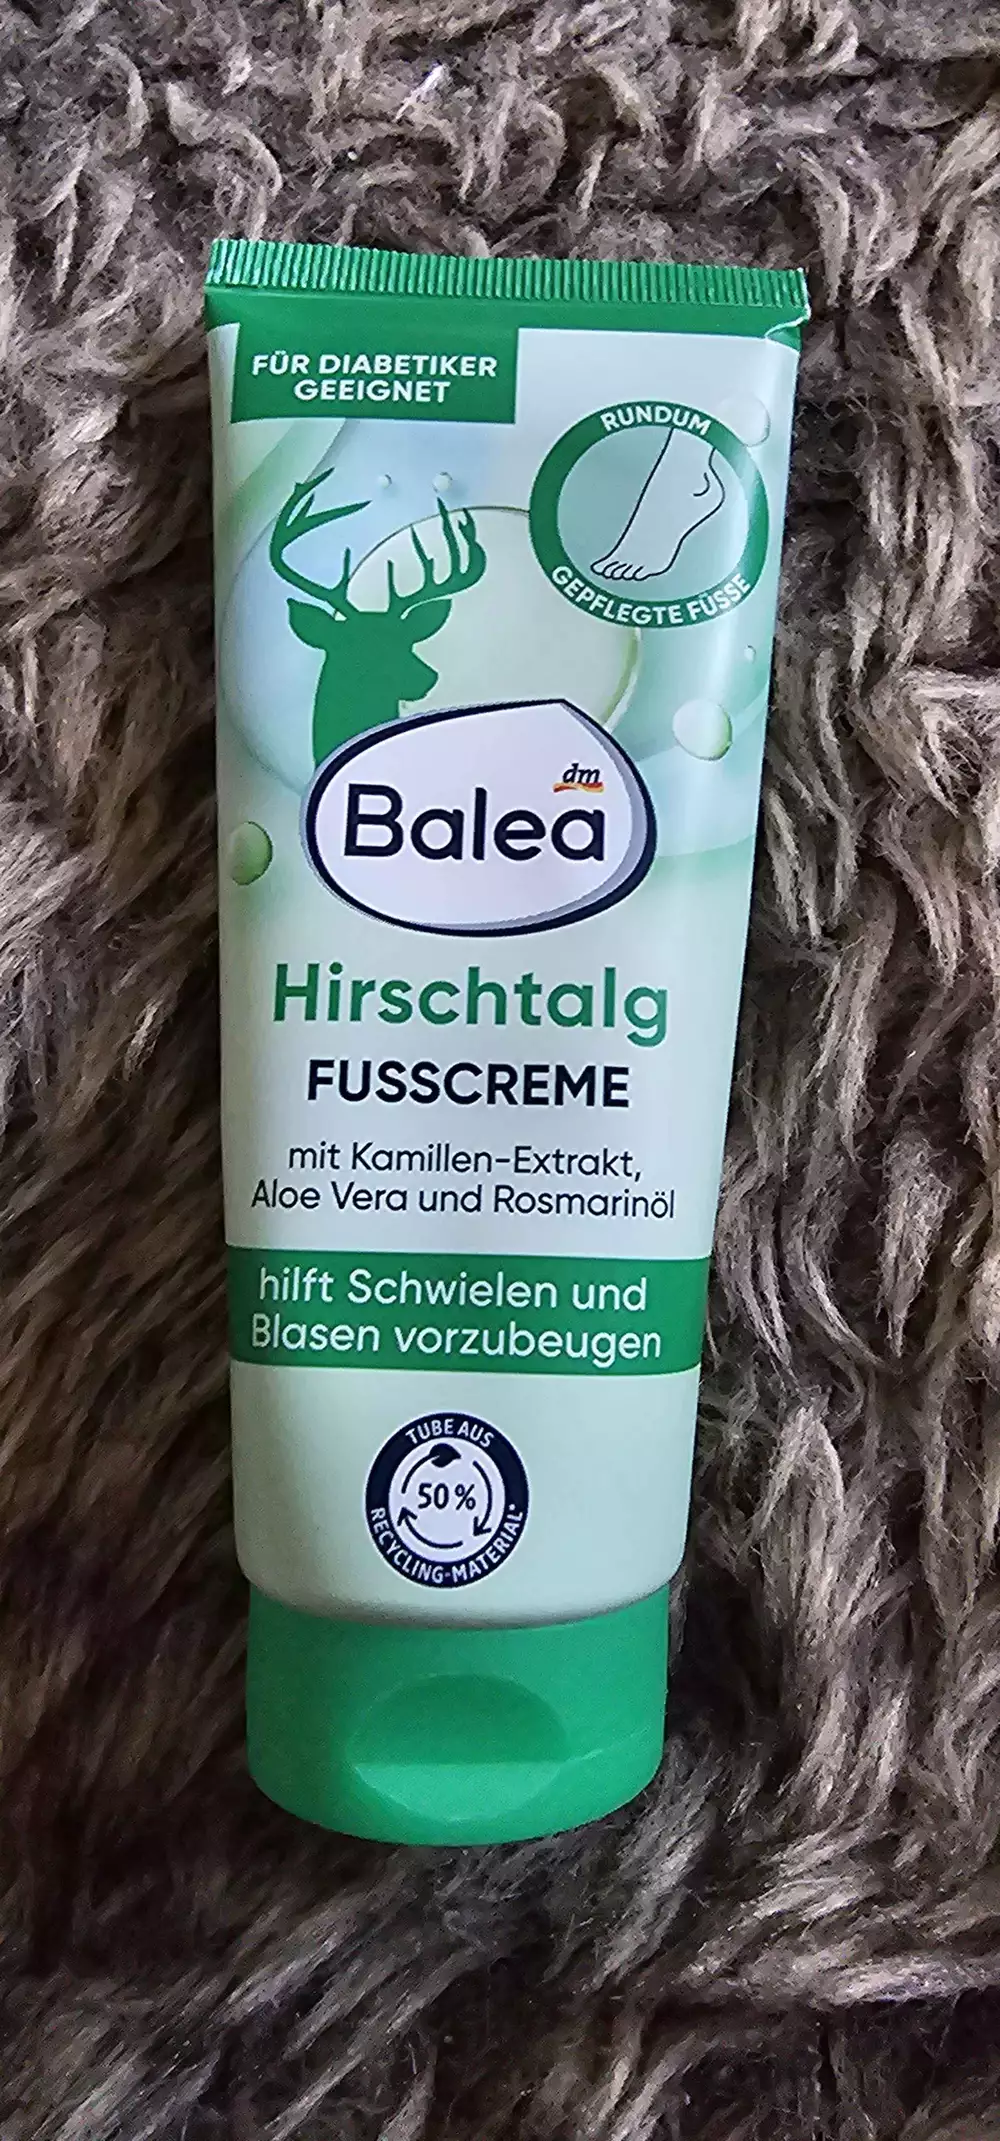 FÜR DIABETIKER
GEEIGNET
RUNDUM
GEPFLEGTE FÜSSE
dm
Balea
Hirschtalg
FUSSCREME
mit Kamillen-Extrakt,
Aloe Vera und Rosmarinöl
hilft Schwielen und
Blasen vorzubeugen
TUBE AUS
50 %
RECYCLING-MATERIAL*